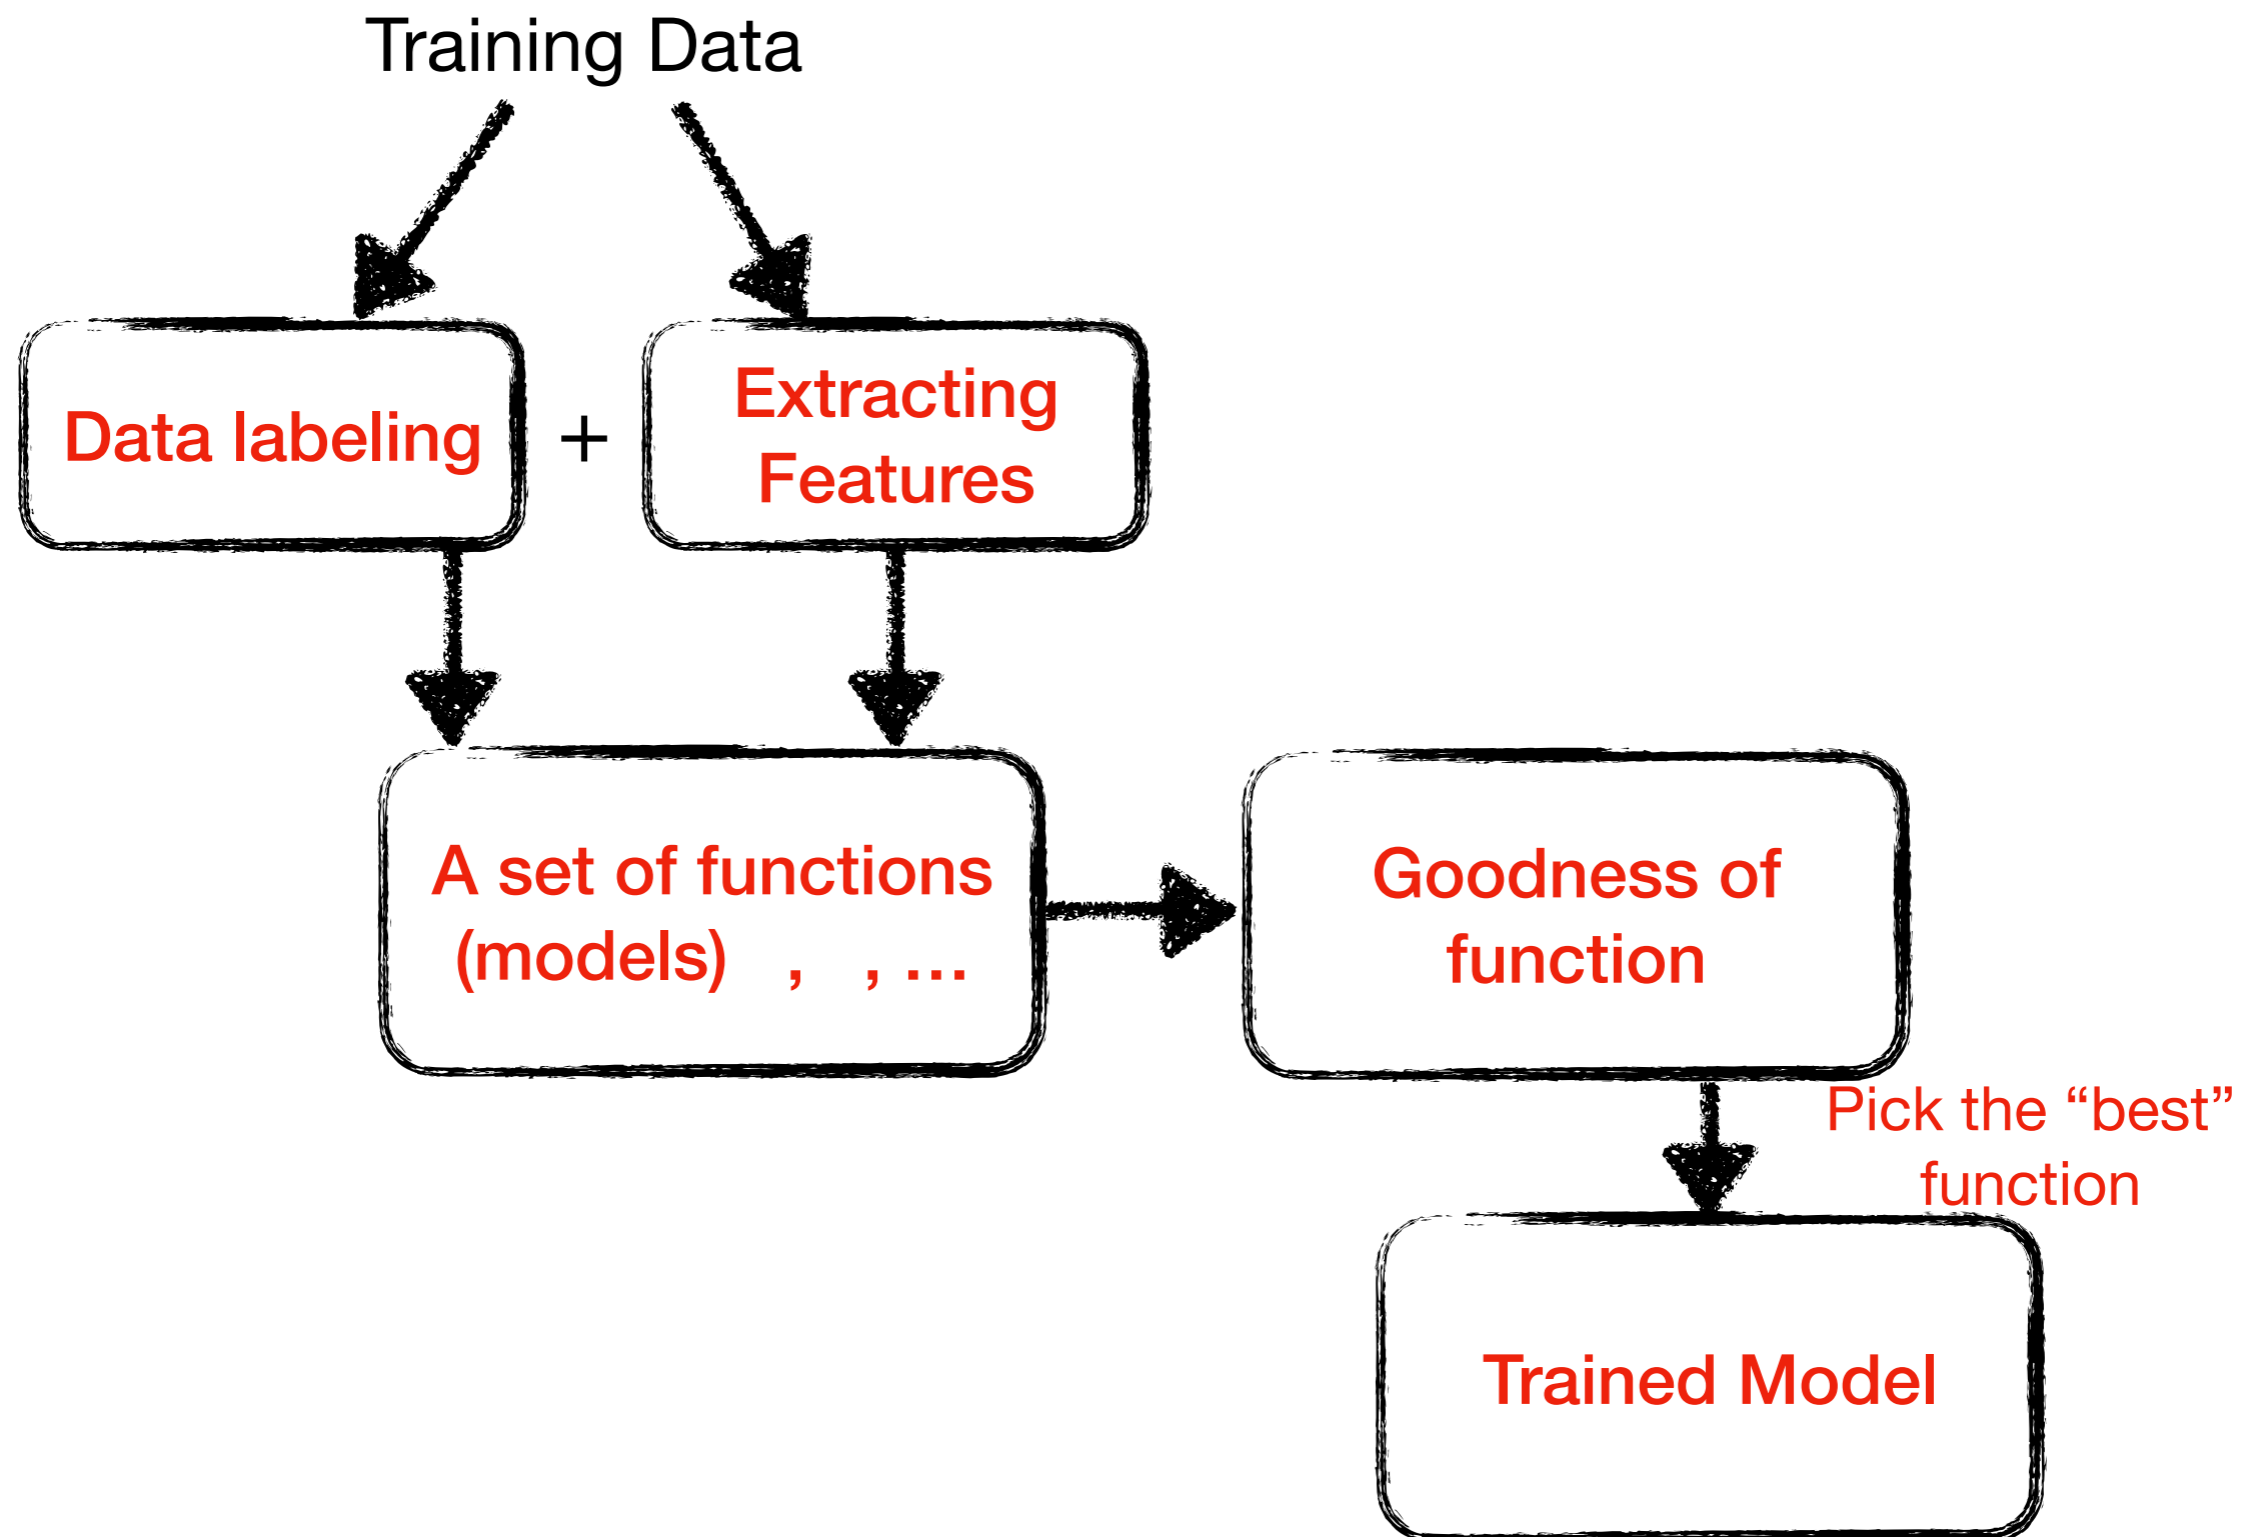 Training Data
Data labeling
+
Extracting
Features
A set of functions
(models) , , ...
Goodness of
function
Pick the “best”
function
Trained Model